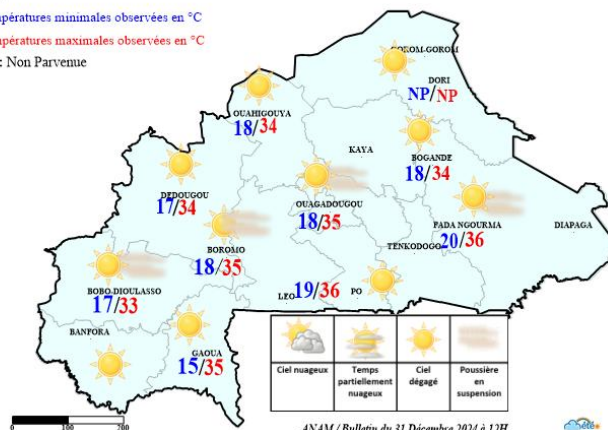 pératures minimales observées en °C
pératures maximales observées en °C
: Non Parvenue
GOROM-GOROM
DORI
NP/NP
OUAHIGOUYA
18/34
KAYA
BOGANDE
18/34
DEDOUGOU
17/34
OUAGADOUGOU
18/35
FADA NGOURMA
20/36
DIAPAGA
TENKODOGO
BOROMO
18/35
BOBO-DIOULASSO
17/33
LEO
19/36
PO
BANFORA
GAOUA
15/35
Ciel nuageux
Temps partiellement nuageux
Ciel dégagé
Poussière en suspension
100
200
ANAM / Bulletin du 31 Décembre 2024 à 12H